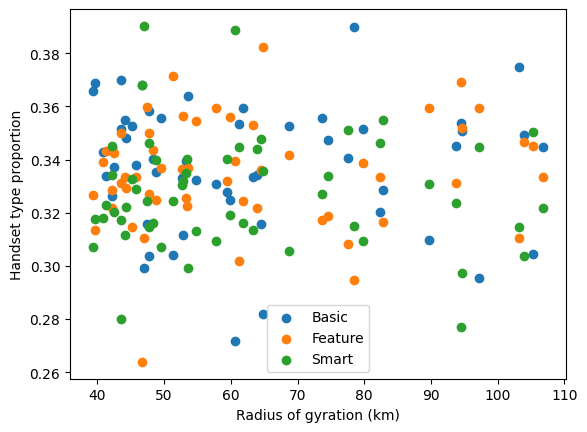 0.38
0.36
0.34
0.32
0.30
0.28
0.26
Handset type proportion
Basic
Feature
Smart
40 50 60 70 80 90 100 110
Radius of gyration (km)